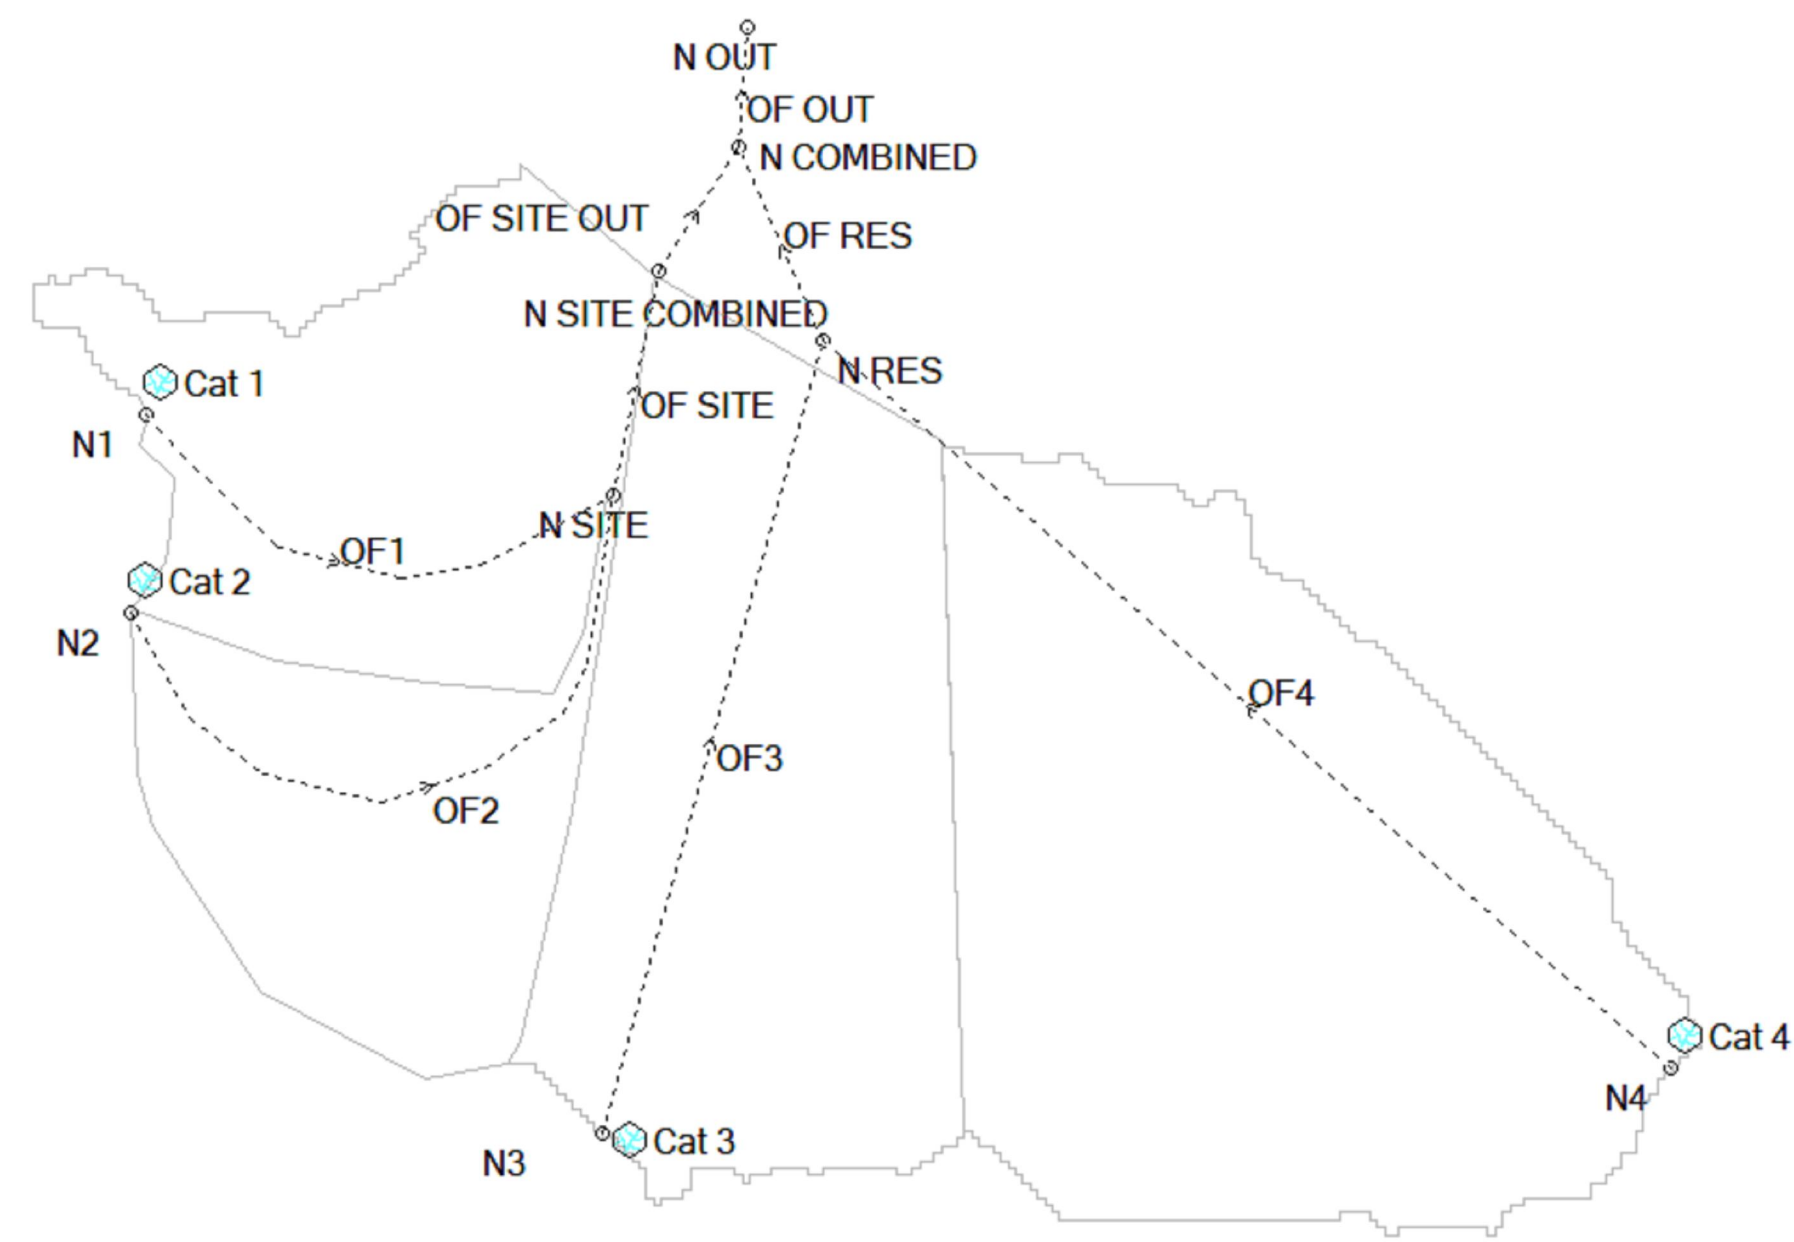 N OUT
OF OUT
N COMBINED
OF SITE OUT
OF RES
N SITE COMBINED
N RES
Cat 1
OF SITE
N1
N SITE
OF1
Cat 2
N2
OF4
OF3
OF2
Cat 4
N4
Cat 3
N3